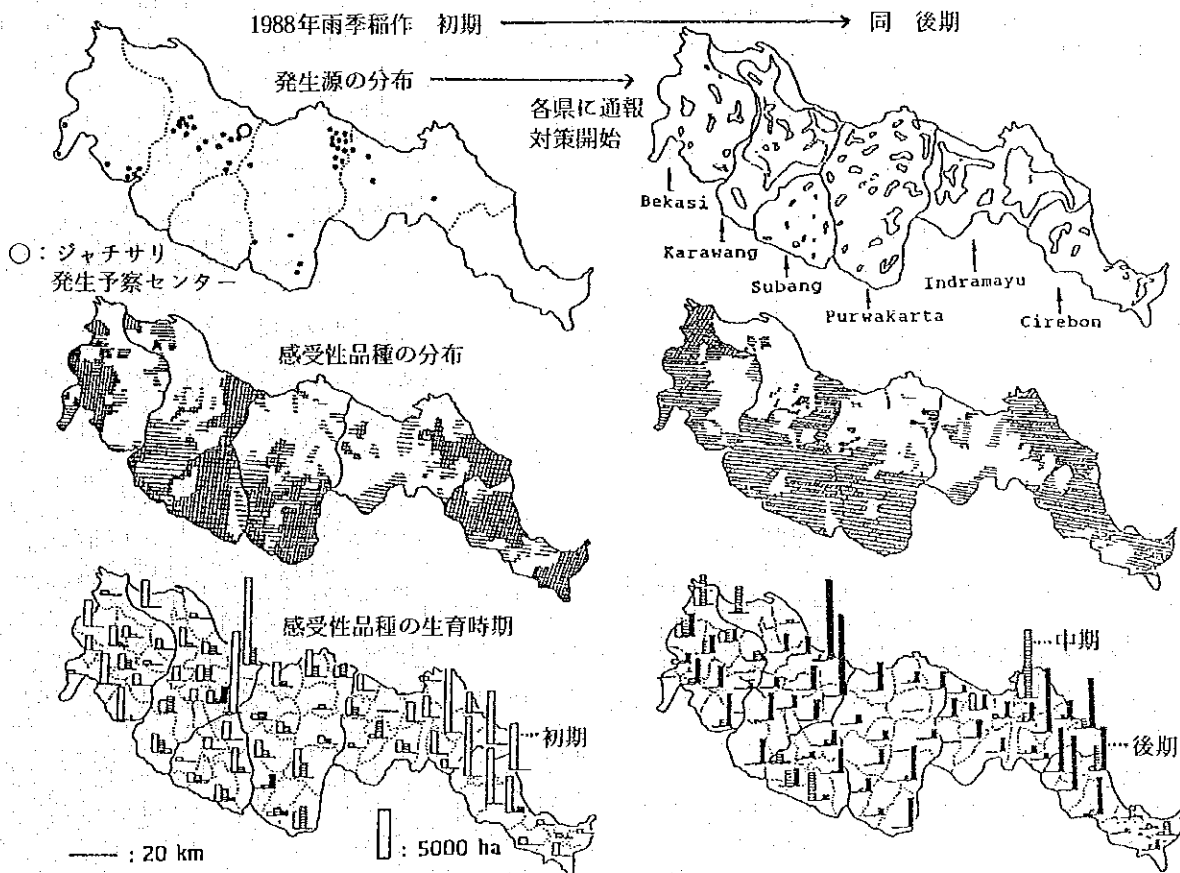 1988年雨季稲作 初期
同 後期
発生源の分布
各県に通報
対策開始
Bekasi
Karawang
Subang
Purwakarta
Indramayu
Cirebon
○：ジャチサリ
発生予察センター
感受性品種の分布
感受性品種の生育時期
初期
中期
後期
: 20 km
: 5000 ha